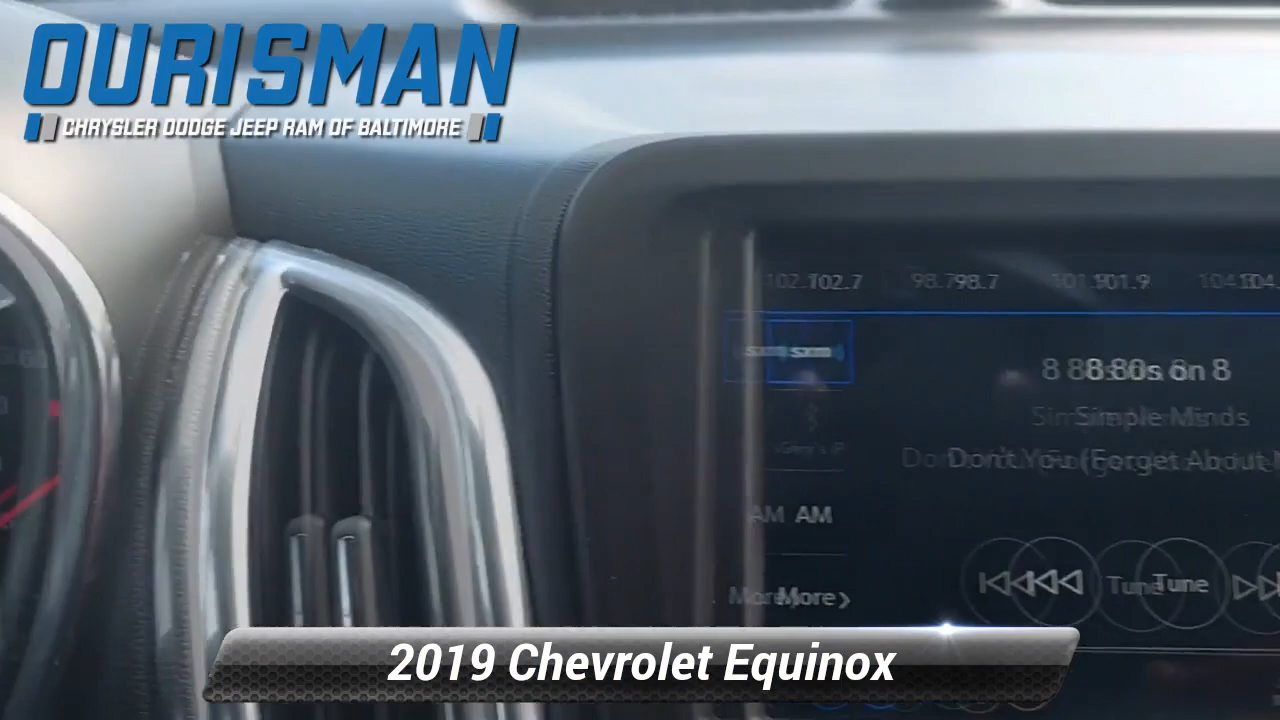 OURISMAN
CHRYSLER DODGE JEEP RAM OF BALTIMORE
102.7 98.7 101.9
sxm
80s on 8
Simple Minds
Don't You (Forget About
AM
More>
Tune
2019 Chevrolet Equinox